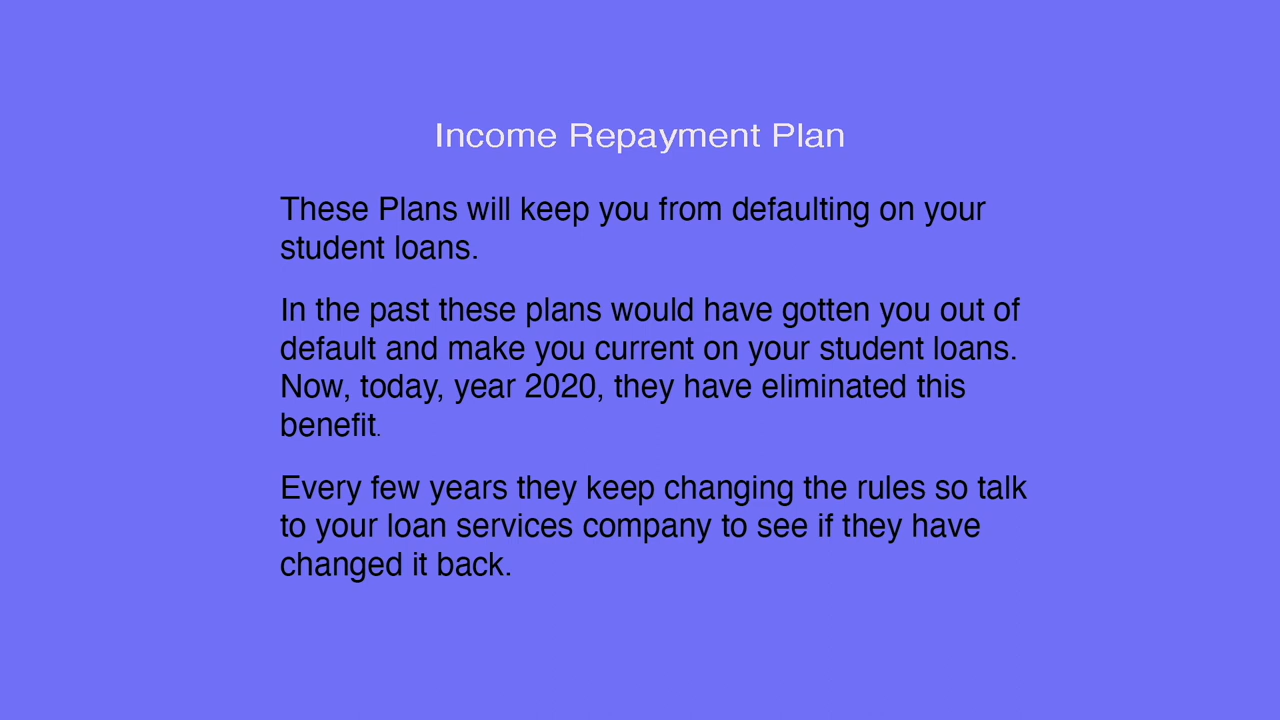 Income Repayment Plan
These Plans will keep you from defaulting on your
student loans.
In the past these plans would have gotten you out of
default and make you current on your student loans.
Now, today, year 2020, they have eliminated this
benefit.
Every few years they keep changing the rules so talk
to your loan services company to see if they have
changed it back.